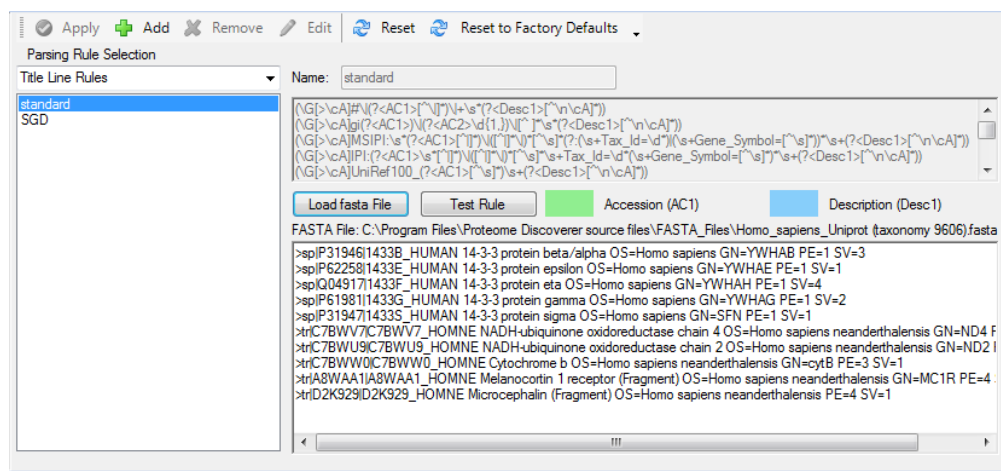 Apply Add Remove Edit Reset Reset to Factory Defaults
Parsing Rule Selection
Title Line Rules Name: standard
standard
SGD
(\G[>\cA]#\|(?<AC1>[^\|]*)\|+\s*(?<Desc1>[^\n\cA]*))
(\G[>\cA]gi(?<AC1>)\|(?<AC2>\d{1,})\|[^ ]*\s*(?<Desc1>[^\n\cA]*))
(\G[>\cA]MSIPI:\s*(?<AC1>[^|]*)\|([^|]*\|)*[^\s]*(?:(\s+Tax_Id=\d*)|(\s+Gene_Symbol=[^\s]*))*\s+(?<Desc1>[^\n\cA]*))
(\G[>\cA]IPI:(?<AC1>\s*[^|]*)\|([^|]*\|)*[^\s]*\s+Tax_Id=\d*(\s+Gene_Symbol=[^\s]*)*\s+(?<Desc1>[^\n\cA]*))
(\G[>\cA]UniRef100_(?<AC1>[^\s]*)\s+(?<Desc1>[^\n\cA]*))
Load fasta File Test Rule Accession (AC1) Description (Desc1)
FASTA File: C:\Program Files\Proteome Discoverer source files\FASTA_Files\Homo_sapiens_Uniprot (taxonomy 9606).fasta
>sp|P31946|1433B_HUMAN 14-3-3 protein beta/alpha OS=Homo sapiens GN=YWHAB PE=1 SV=3
>sp|P62258|1433E_HUMAN 14-3-3 protein epsilon OS=Homo sapiens GN=YWHAE PE=1 SV=1
>sp|Q04917|1433F_HUMAN 14-3-3 protein eta OS=Homo sapiens GN=YWHAH PE=1 SV=4
>sp|P61981|1433G_HUMAN 14-3-3 protein gamma OS=Homo sapiens GN=YWHAG PE=1 SV=2
>sp|P31947|1433S_HUMAN 14-3-3 protein sigma OS=Homo sapiens GN=SFN PE=1 SV=1
>tr|C7BWV7|C7BWV7_HOMNE NADH-ubiquinone oxidoreductase chain 4 OS=Homo sapiens neanderthalensis GN=ND4 F
>tr|C7BWU9|C7BWU9_HOMNE NADH-ubiquinone oxidoreductase chain 2 OS=Homo sapiens neanderthalensis GN=ND2 I
>tr|C7BWW0|C7BWW0_HOMNE Cytochrome b OS=Homo sapiens neanderthalensis GN=cytB PE=3 SV=1
>tr|A8WAA1|A8WAA1_HOMNE Melanocortin 1 receptor (Fragment) OS=Homo sapiens neanderthalensis GN=MC1R PE=4
>tr|D2K929|D2K929_HOMNE Microcephalin (Fragment) OS=Homo sapiens neanderthalensis PE=4 SV=1